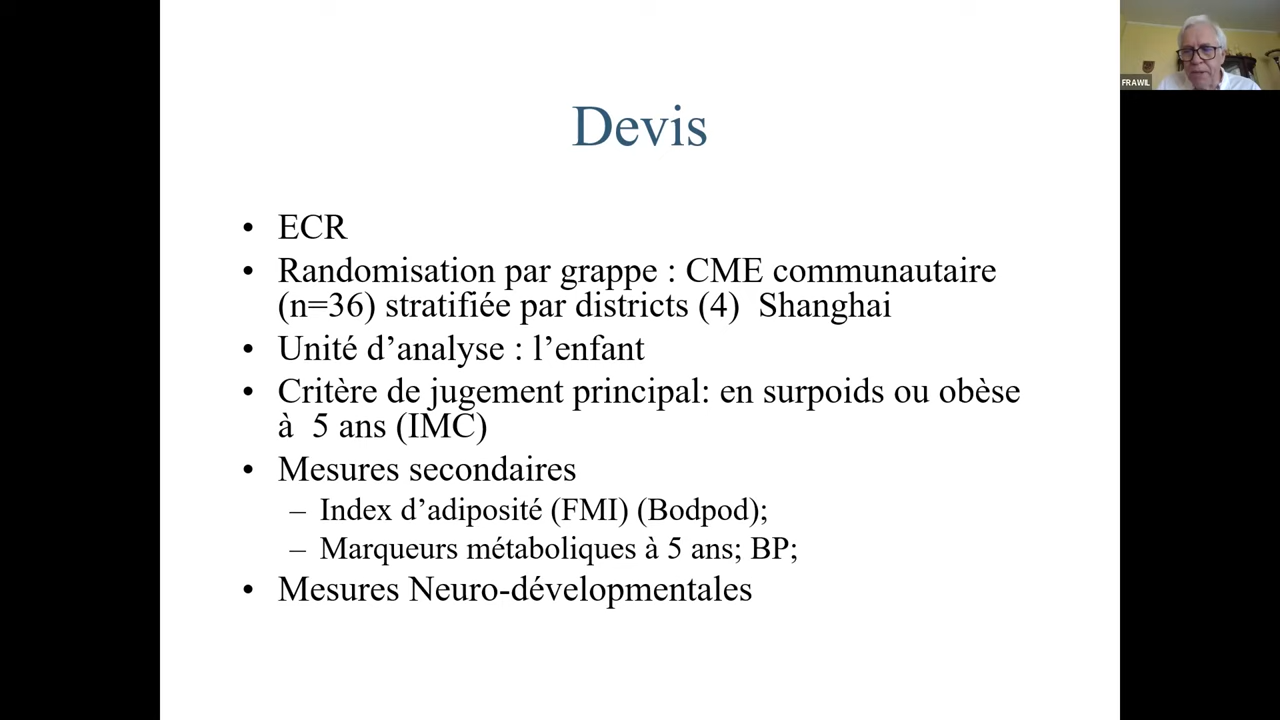 Devis
• ECR
• Randomisation par grappe : CME communautaire
(n=36) stratifiée par districts (4)  Shanghai
• Unité d’analyse : l’enfant
• Critère de jugement principal: en surpoids ou obèse
à  5 ans (IMC)
• Mesures secondaires
– Index d’adiposité (FMI) (Bodpod);
– Marqueurs métaboliques à 5 ans; BP;
• Mesures Neuro-dévelopmentales
FRAWIL